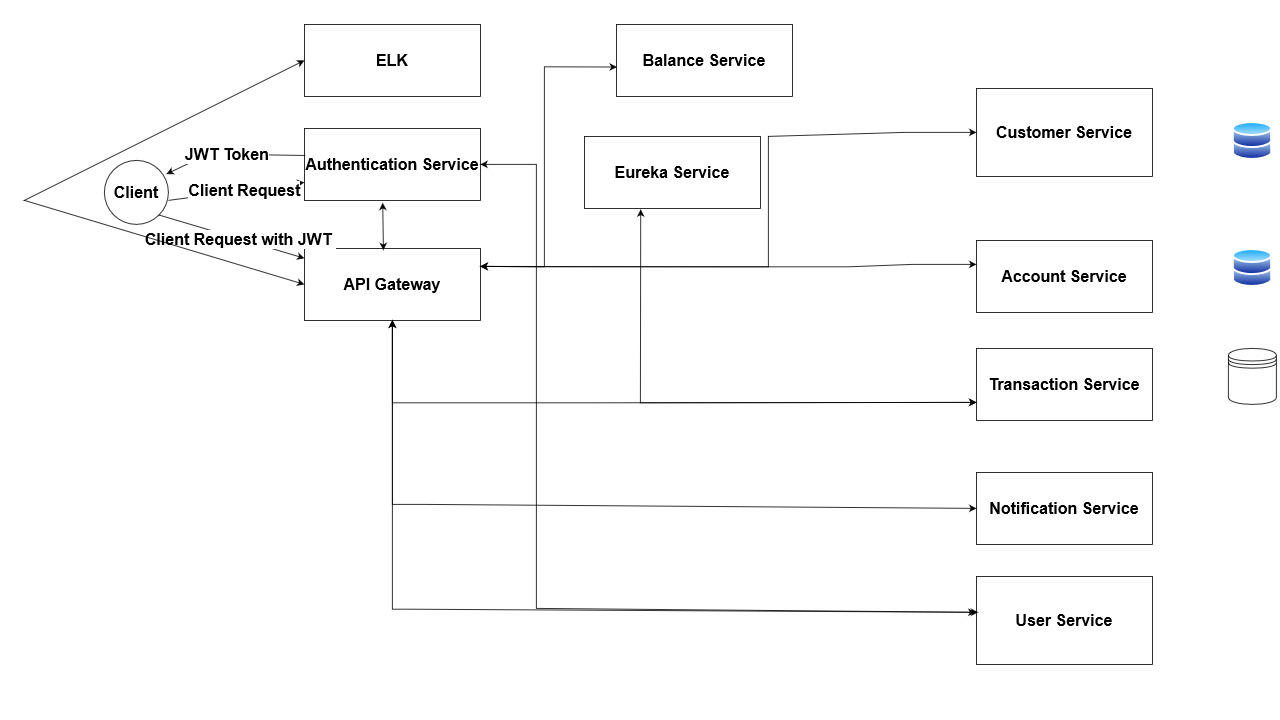 ELK
Balance Service
Customer Service
JWT Token
Authentication Service
Eureka Service
Client
Client Request
Client Request with JWT
API Gateway
Account Service
Transaction Service
Notification Service
User Service